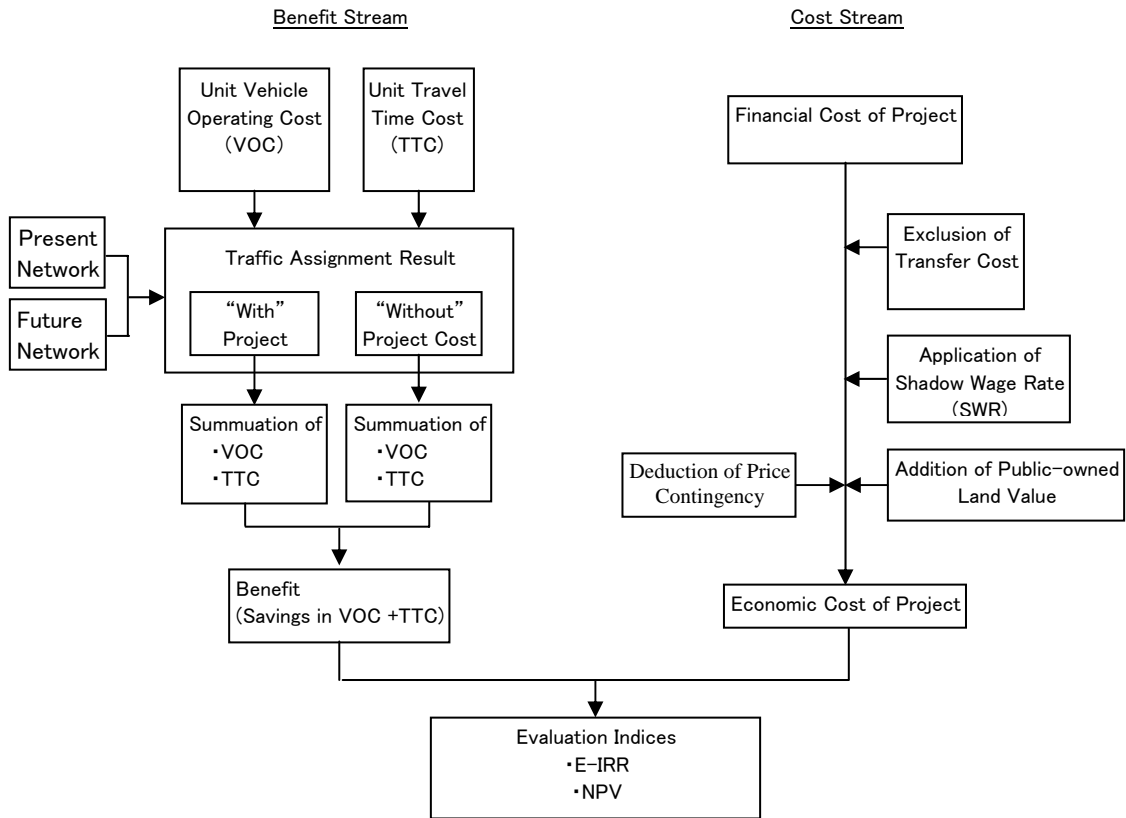 Benefit Stream
Cost Stream
Unit Vehicle
Operating Cost
(VOC)
Unit Travel
Time Cost
(TTC)
Financial Cost of Project
Present
Network
Future
Network
Traffic Assignment Result
“With”
Project
“Without”
Project Cost
Exclusion of
Transfer Cost
Application of
Shadow Wage Rate
(SWR)
Summuation of
・VOC
・TTC
Summuation of
・VOC
・TTC
Deduction of Price
Contingency
Addition of Public-owned
Land Value
Benefit
(Savings in VOC +TTC)
Economic Cost of Project
Evaluation Indices
・E-IRR
・NPV